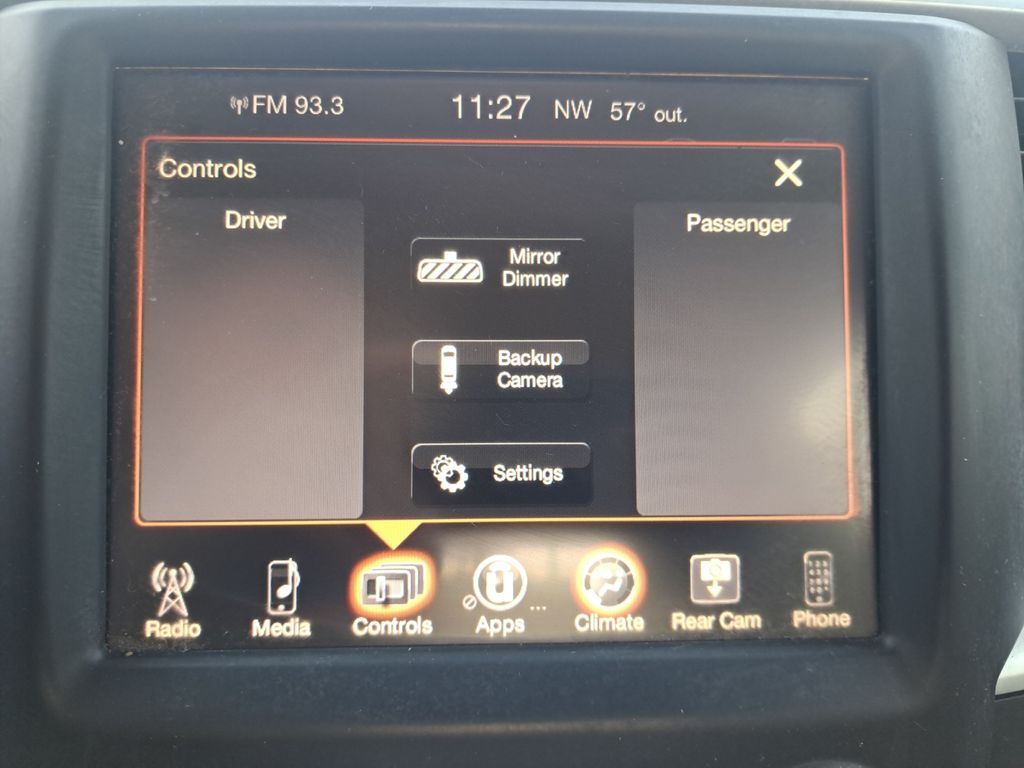 FM 93.3 11:27 NW 57° out.
Controls
Driver
Passenger
Mirror
Dimmer
Backup
Camera
Settings
Radio Media Controls Apps ... Climate Rear Cam Phone